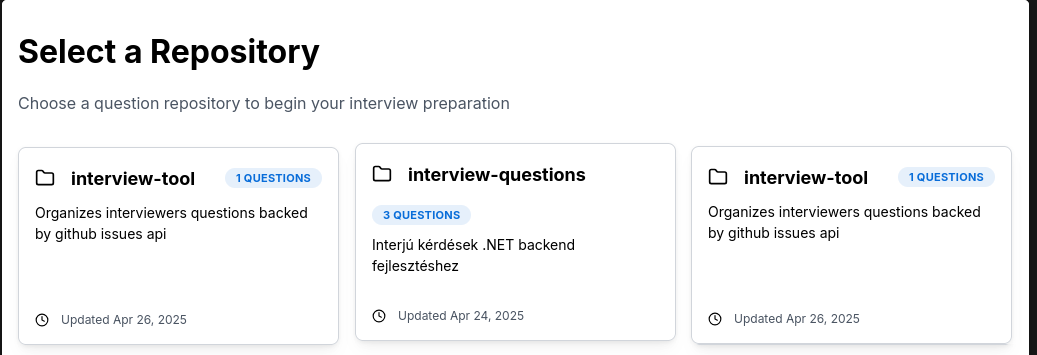 Select a Repository
Choose a question repository to begin your interview preparation
interview-tool
1 QUESTIONS
Organizes interviewers questions backed
by github issues api
Updated Apr 26, 2025
interview-questions
3 QUESTIONS
Interjú kérdések .NET backend
fejlesztéshez
Updated Apr 24, 2025
interview-tool
1 QUESTIONS
Organizes interviewers questions backed
by github issues api
Updated Apr 26, 2025